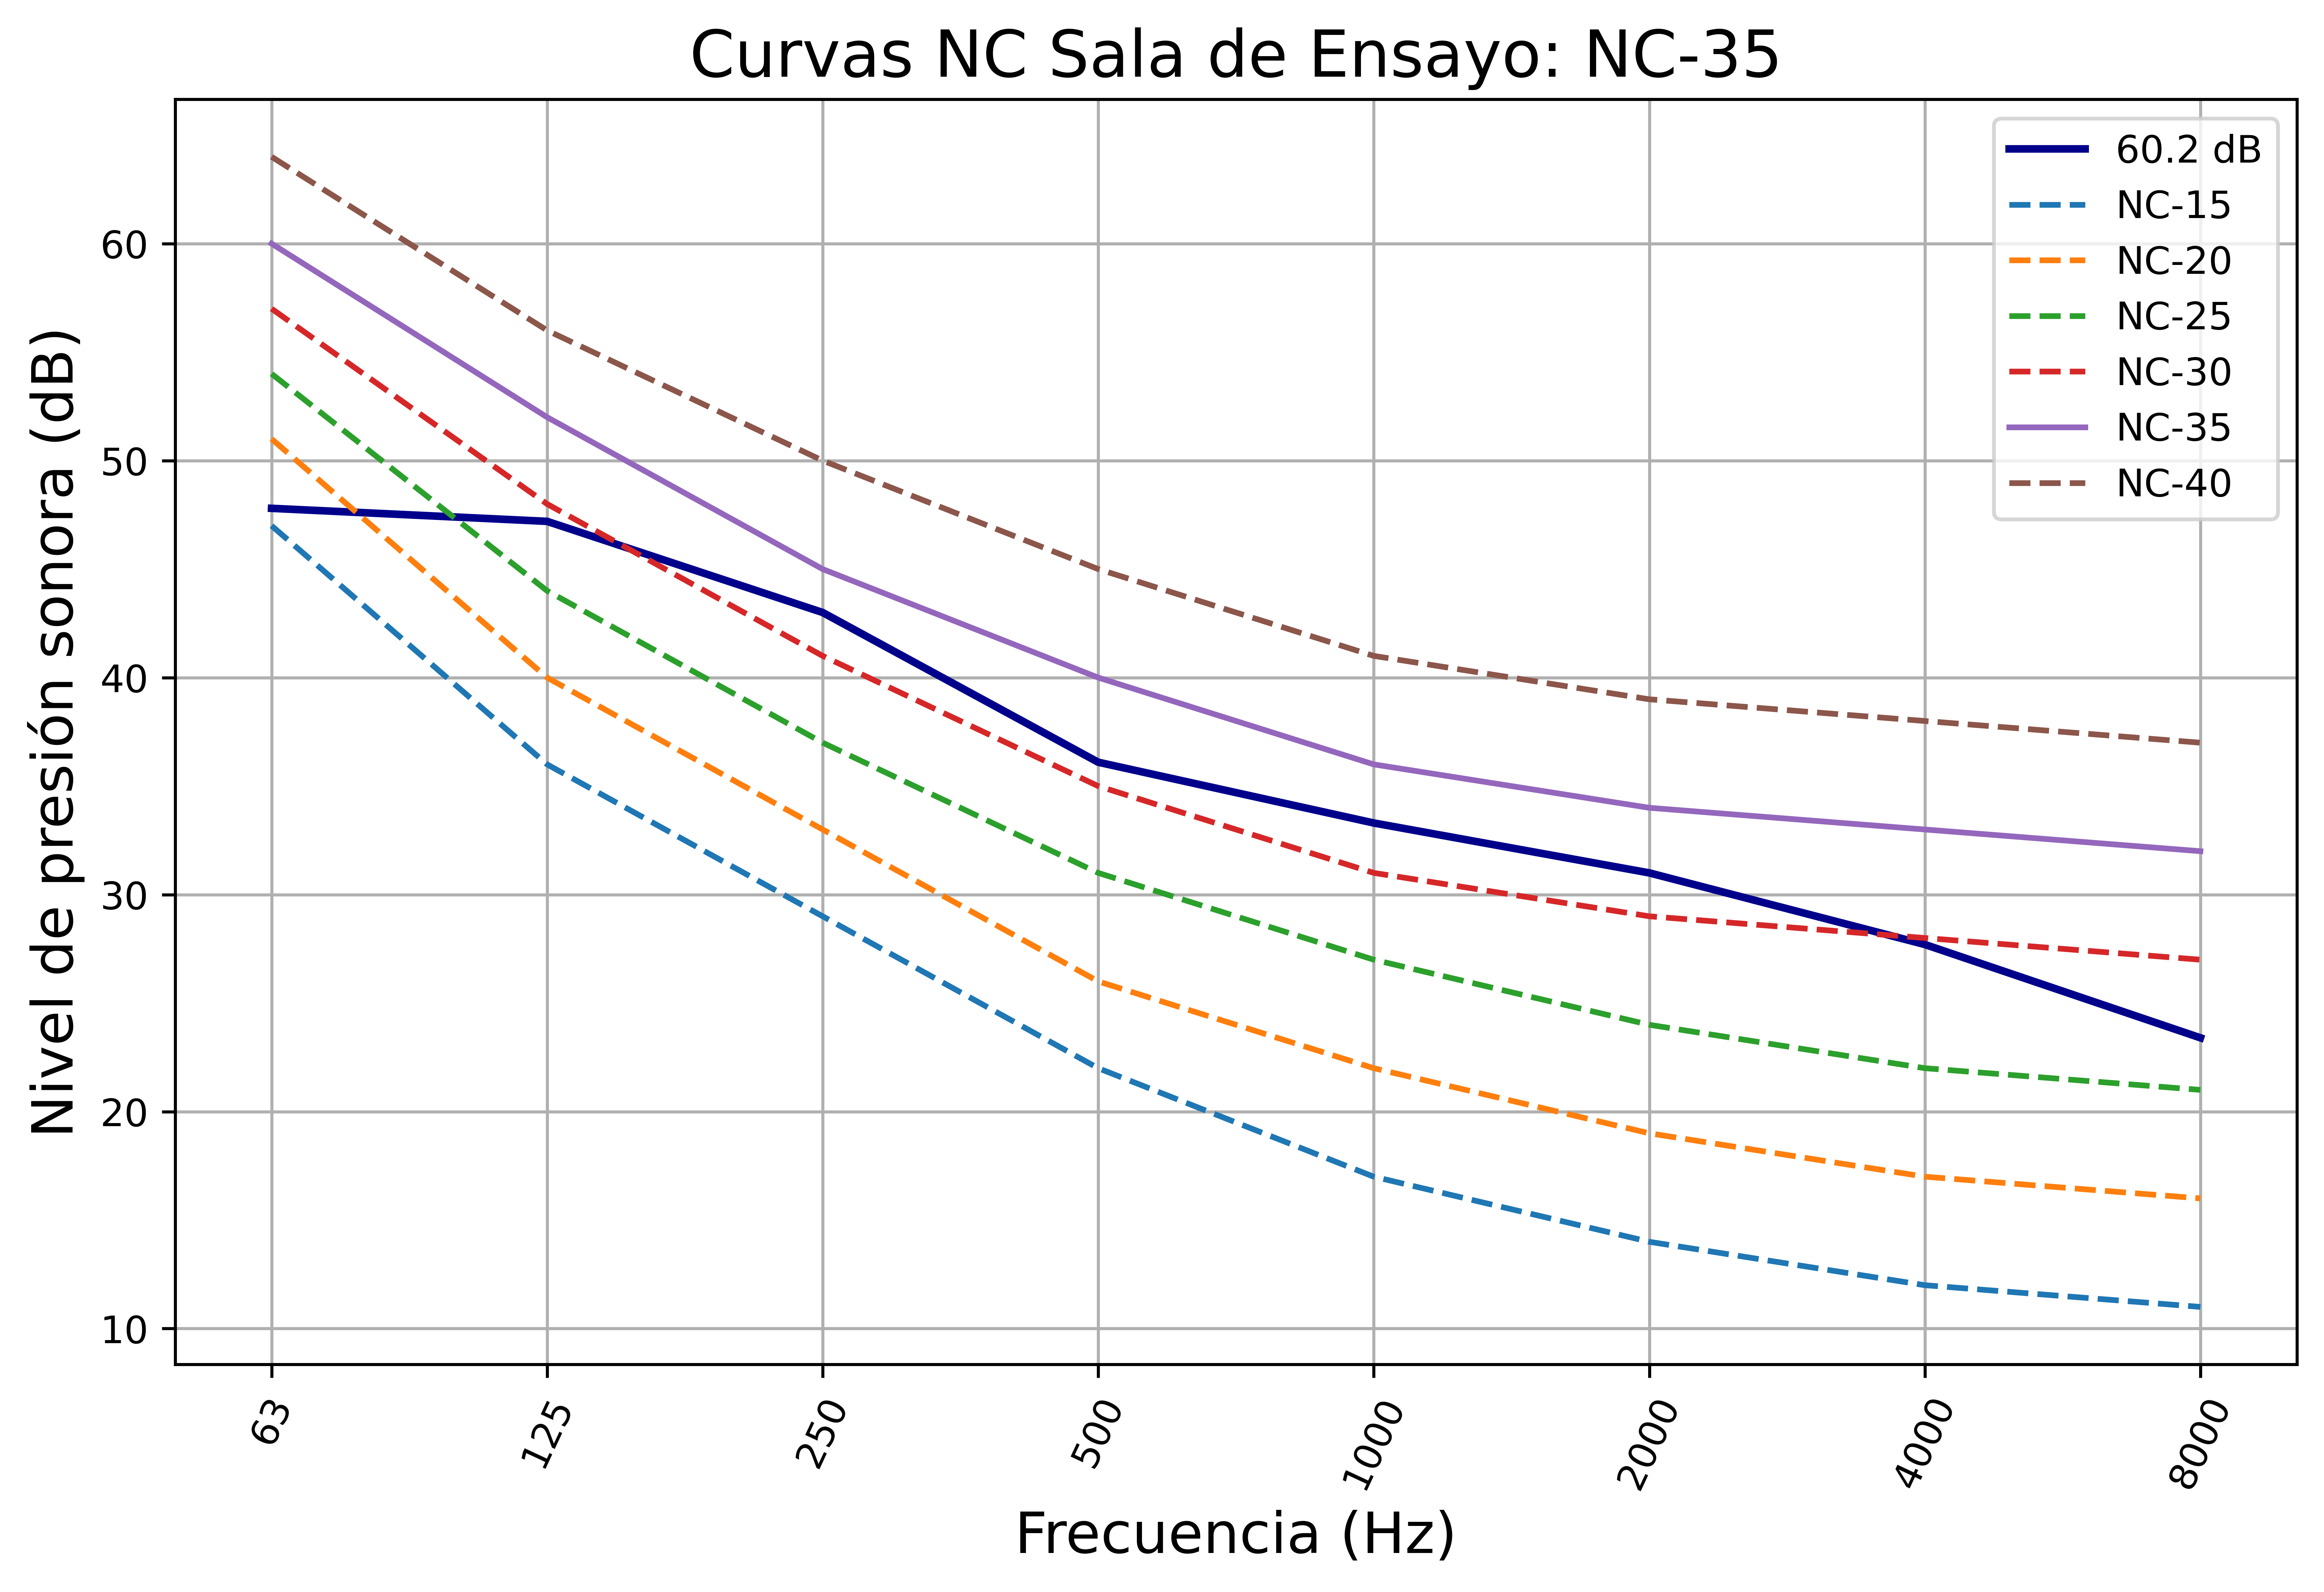 Curvas NC Sala de Ensayo: NC-35
60.2 dB
NC-15
NC-20
NC-25
NC-30
NC-35
NC-40
Nivel de presión sonora (dB)
60
50
40
30
20
10
63
125
250
500
1000
2000
4000
8000
Frecuencia (Hz)